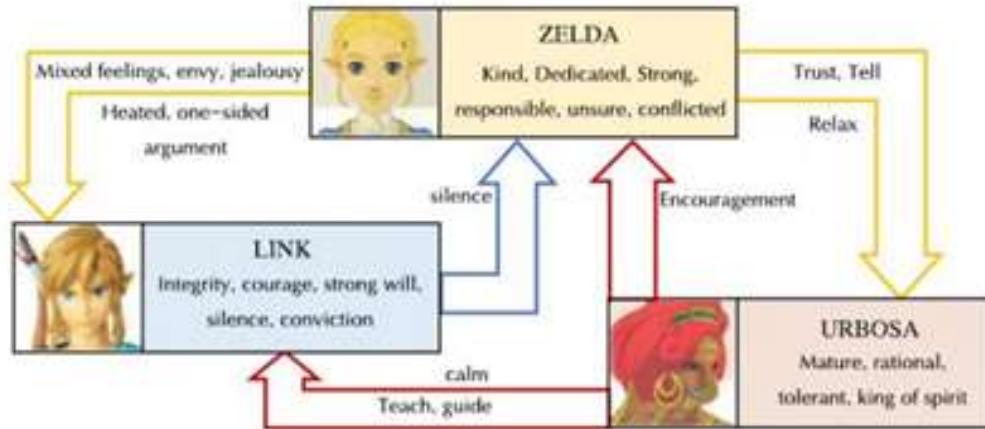 ZELDA
Kind, Dedicated, Strong,
responsible, unsure, conflicted
Mixed feelings, envy, jealousy
Heated, one-sided
argument
Trust, Tell
Relax
silence
Encouragement
LINK
Integrity, courage, strong will,
silence, conviction
URBOSA
Mature, rational,
tolerant, king of spirit
calm
Teach, guide